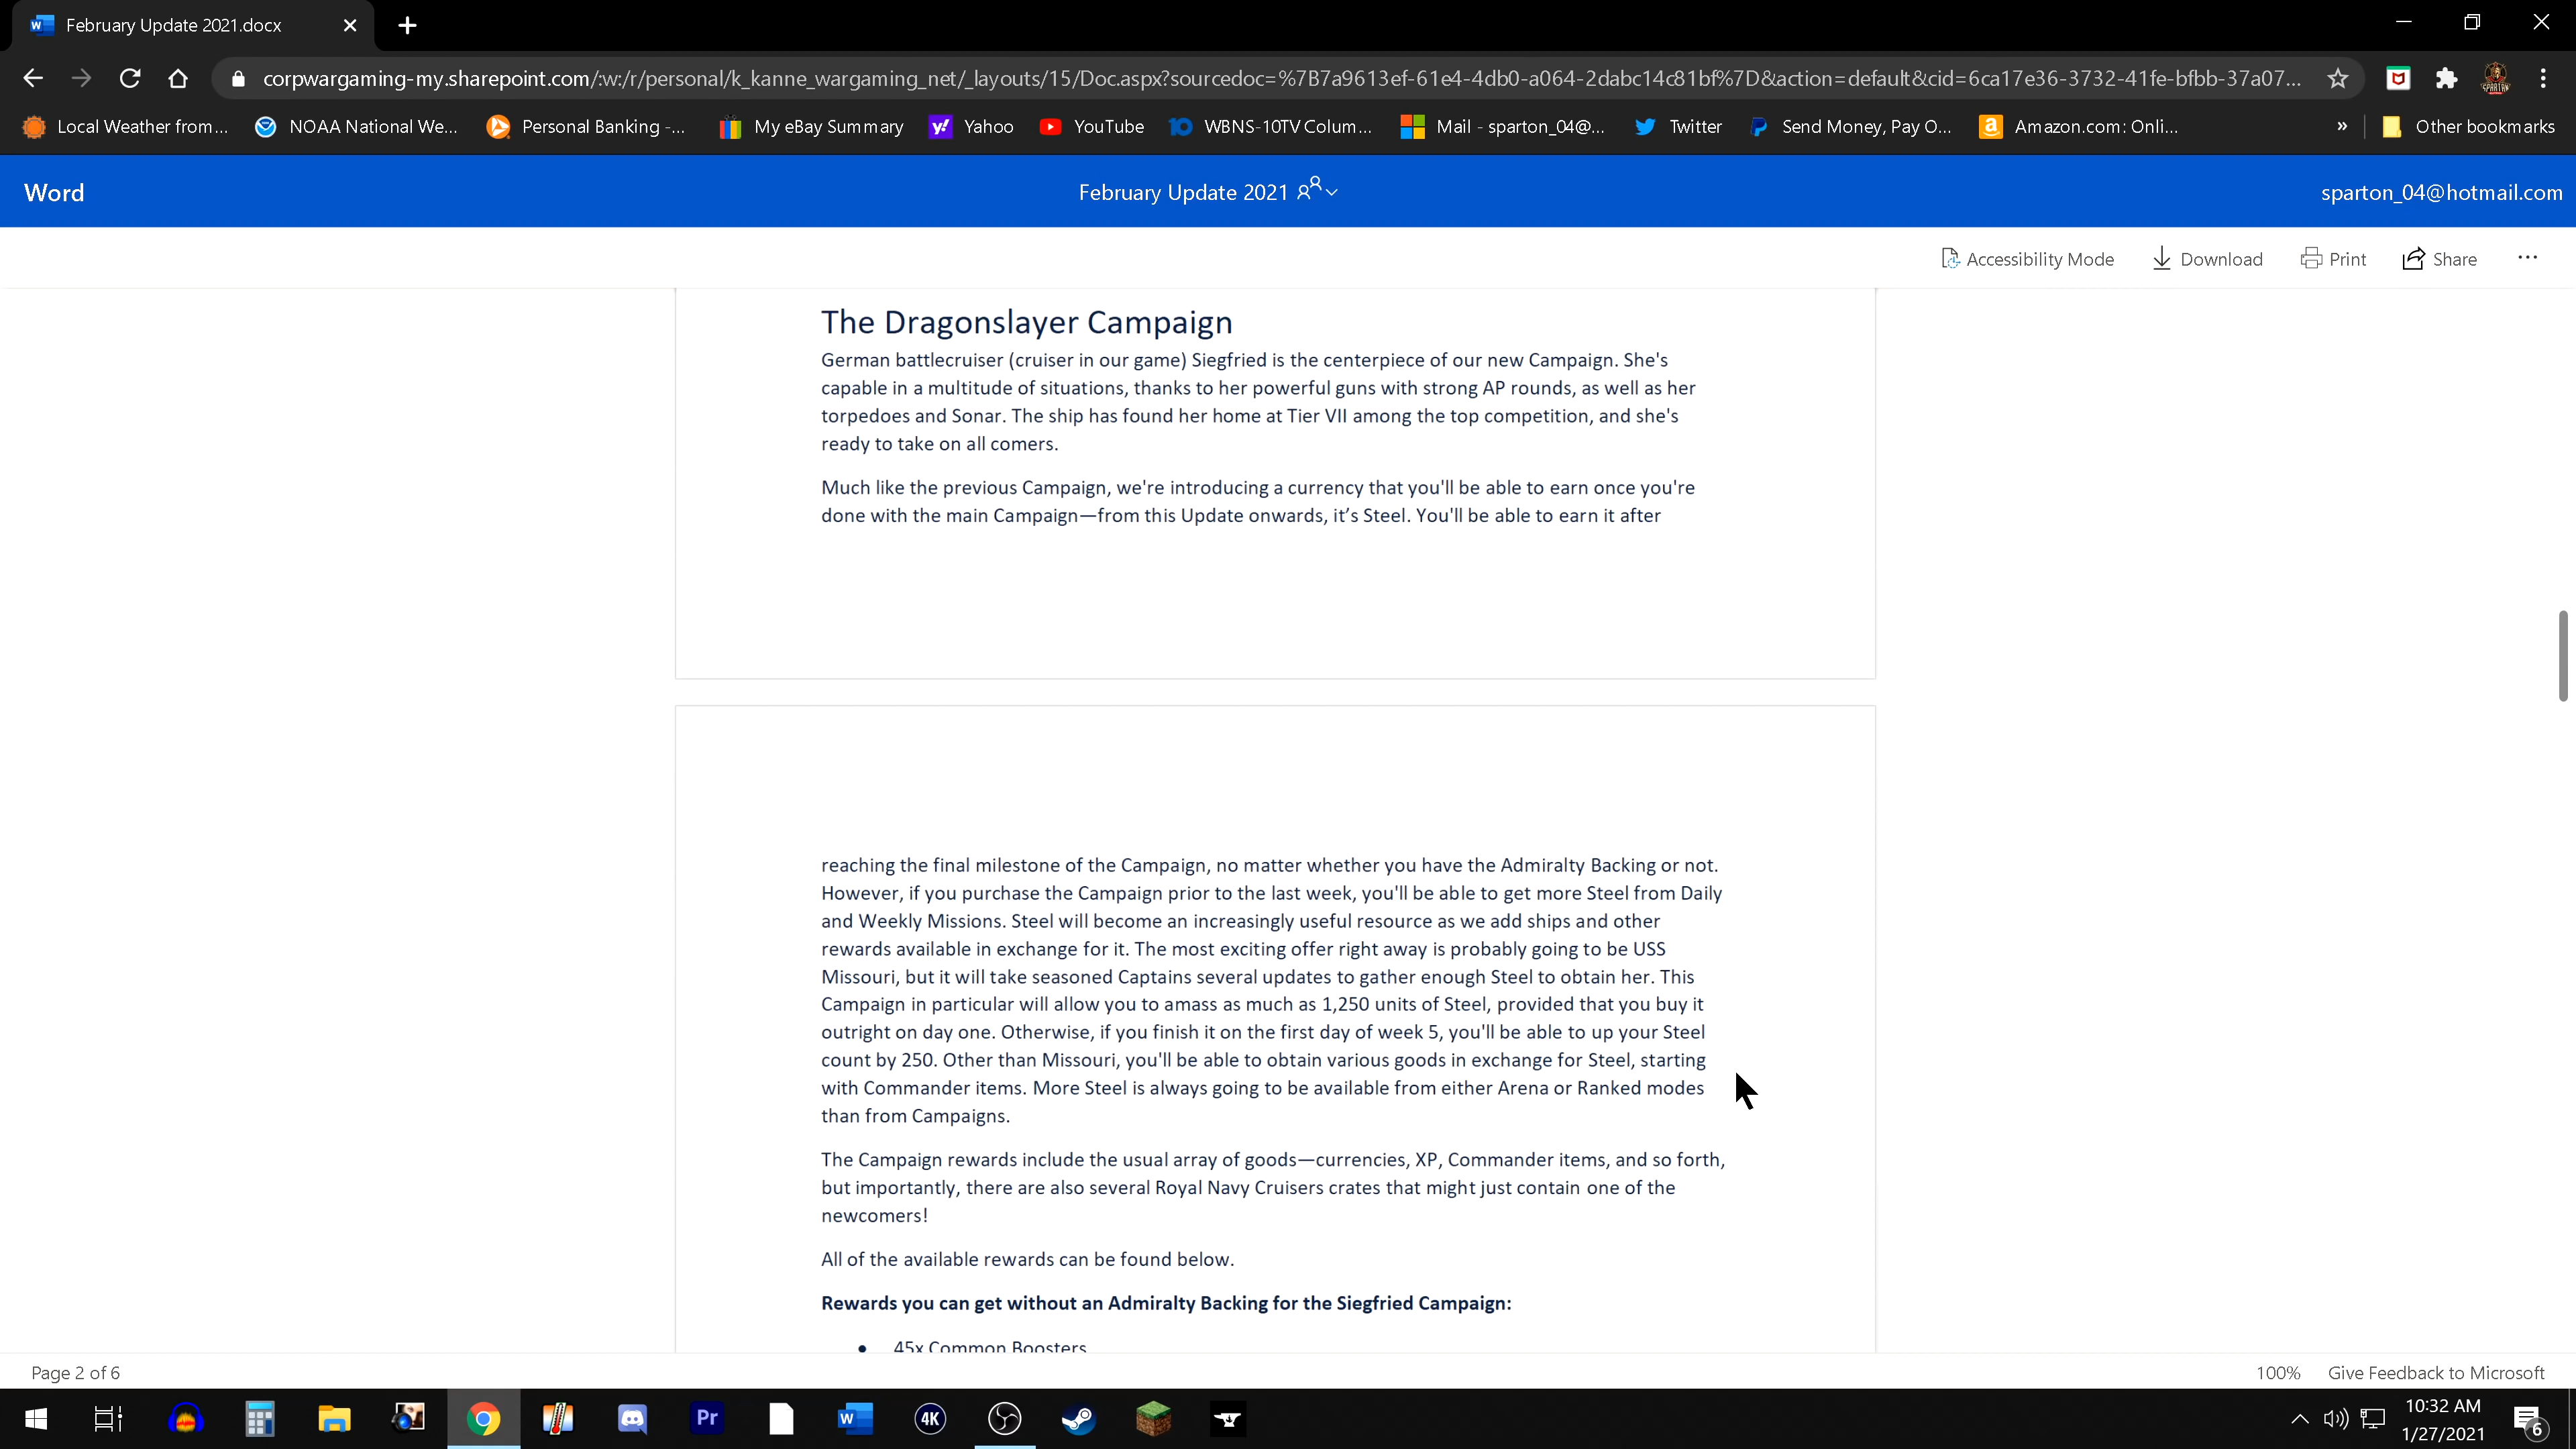 February Update 2021.docx
corpwargaming-my.sharepoint.com/:w:/r/personal/k_kanne_wargaming_net/_layouts/15/Doc.aspx?sourcedoc=%7B7a9613ef-61e4-4db0-a064-2dabc14c81bf%7D&action=default&cid=6ca17e36-3732-41fe-bfbb-37a07...
Local Weather from... NOAA National We... Personal Banking -... My eBay Summary Yahoo YouTube WBNS-10TV Colum... Mail - sparton_04@... Twitter Send Money, Pay O... Amazon.com: Onli... » Other bookmarks
Word February Update 2021 sparton_04@hotmail.com
Accessibility Mode Download Print Share ...
The Dragonslayer Campaign
German battlecruiser (cruiser in our game) Siegfried is the centerpiece of our new Campaign. She's
capable in a multitude of situations, thanks to her powerful guns with strong AP rounds, as well as her
torpedoes and Sonar. The ship has found her home at Tier VII among the top competition, and she's
ready to take on all comers.
Much like the previous Campaign, we're introducing a currency that you'll be able to earn once you're
done with the main Campaign—from this Update onwards, it’s Steel. You'll be able to earn it after
reaching the final milestone of the Campaign, no matter whether you have the Admiralty Backing or not.
However, if you purchase the Campaign prior to the last week, you'll be able to get more Steel from Daily
and Weekly Missions. Steel will become an increasingly useful resource as we add ships and other
rewards available in exchange for it. The most exciting offer right away is probably going to be USS
Missouri, but it will take seasoned Captains several updates to gather enough Steel to obtain her. This
Campaign in particular will allow you to amass as much as 1,250 units of Steel, provided that you buy it
outright on day one. Otherwise, if you finish it on the first day of week 5, you'll be able to up your Steel
count by 250. Other than Missouri, you'll be able to obtain various goods in exchange for Steel, starting
with Commander items. More Steel is always going to be available from either Arena or Ranked modes
than from Campaigns.
The Campaign rewards include the usual array of goods—currencies, XP, Commander items, and so forth,
but importantly, there are also several Royal Navy Cruisers crates that might just contain one of the
newcomers!
All of the available rewards can be found below.
Rewards you can get without an Admiralty Backing for the Siegfried Campaign:
• 45x Common Boosters
Page 2 of 6 100% Give Feedback to Microsoft
Pr 4K 10:32 AM
1/27/2021 6